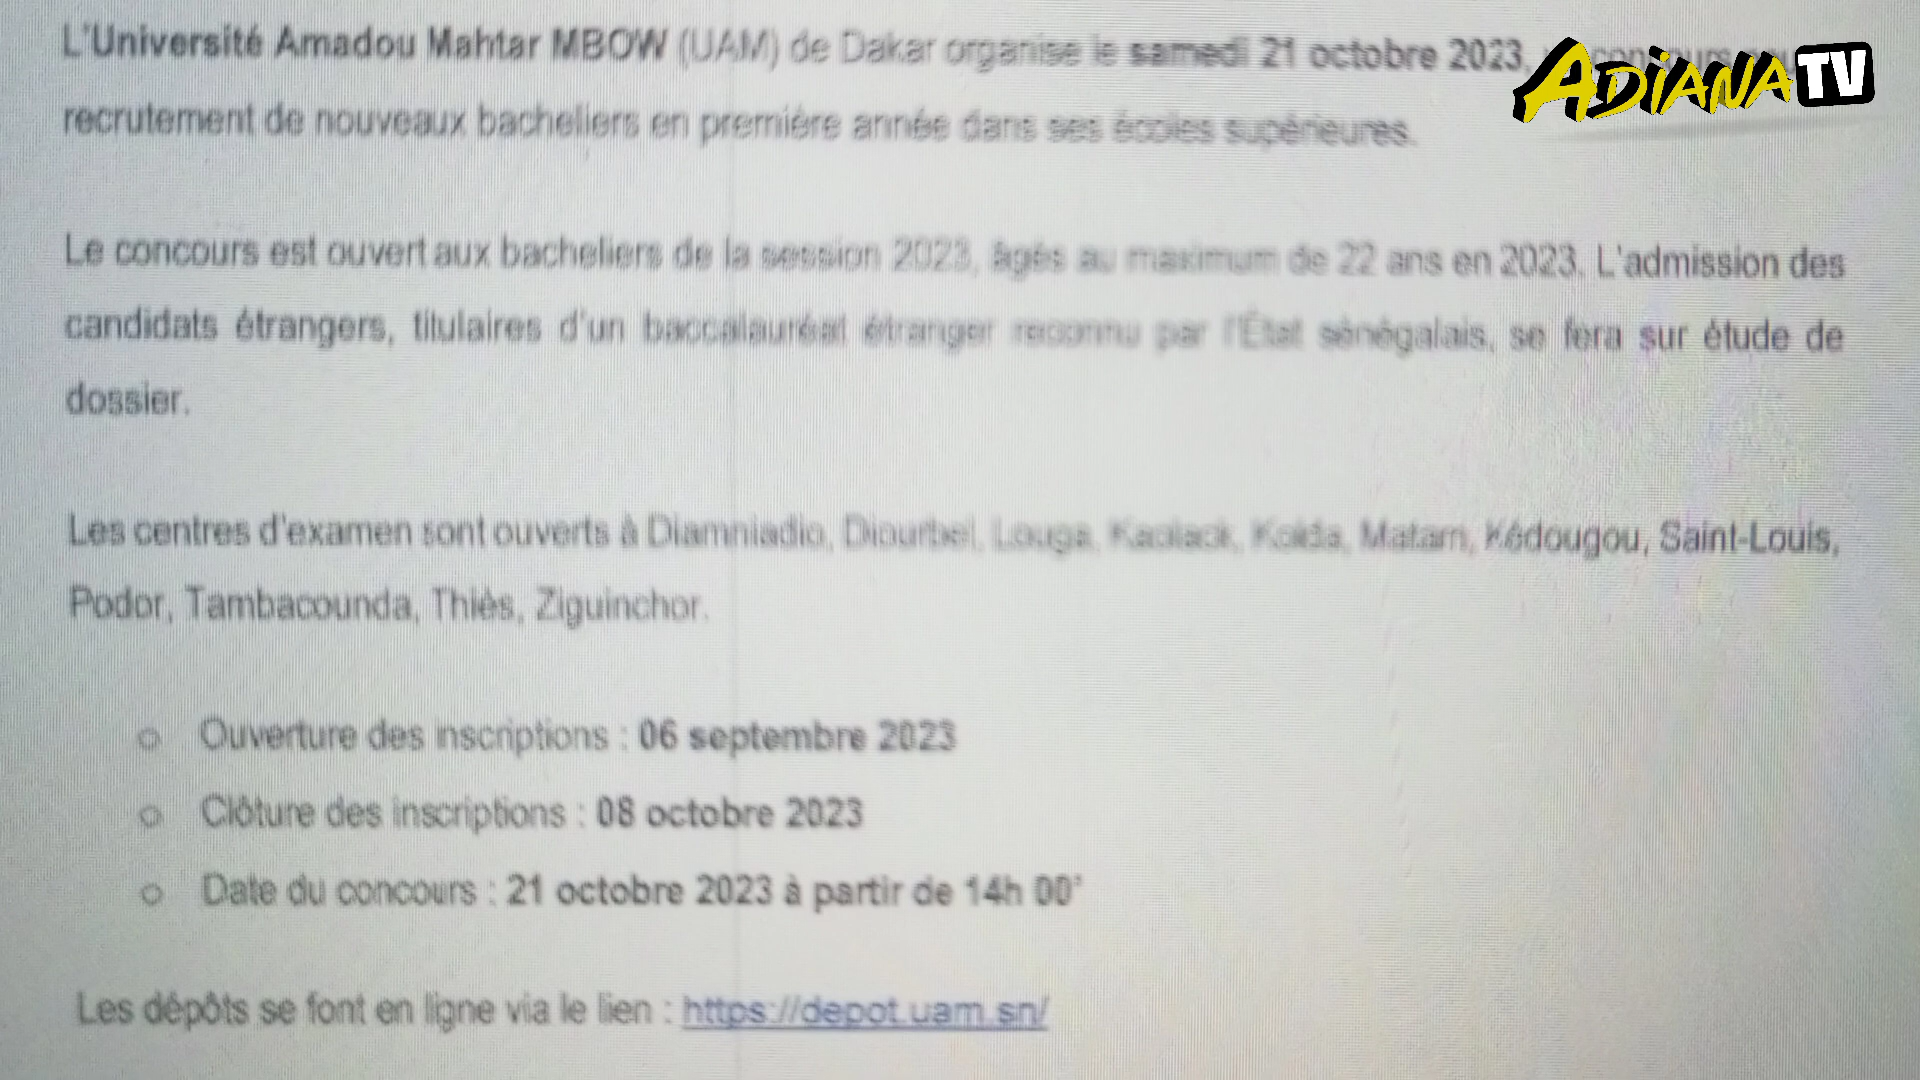 L'Université Amadou Mahtar MBOW (UAM) de Dakar organise le samedi 21 octobre 2023, concours
recrutement de nouveaux bacheliers en première année dans ses écoles supérieures.
Le concours est ouvert aux bacheliers de la session 2023, âgés au maximum de 22 ans en 2023. L'admission des
candidats étrangers, titulaires d'un baccalauréat étranger reconnu par l'État sénégalais, se fera sur étude de
dossier.
Les centres d'examen sont ouverts à Diamniadio, Diourbel, Louga, Kaolack, Kolda, Matam, Kédougou, Saint-Louis,
Podor, Tambacounda, Thiès, Ziguinchor.
o Ouverture des inscriptions : 06 septembre 2023
o Clôture des inscriptions : 08 octobre 2023
o Date du concours : 21 octobre 2023 à partir de 14h 00'
Les dépôts se font en ligne via le lien : https://depot.uam.sn/
ADIANA TV